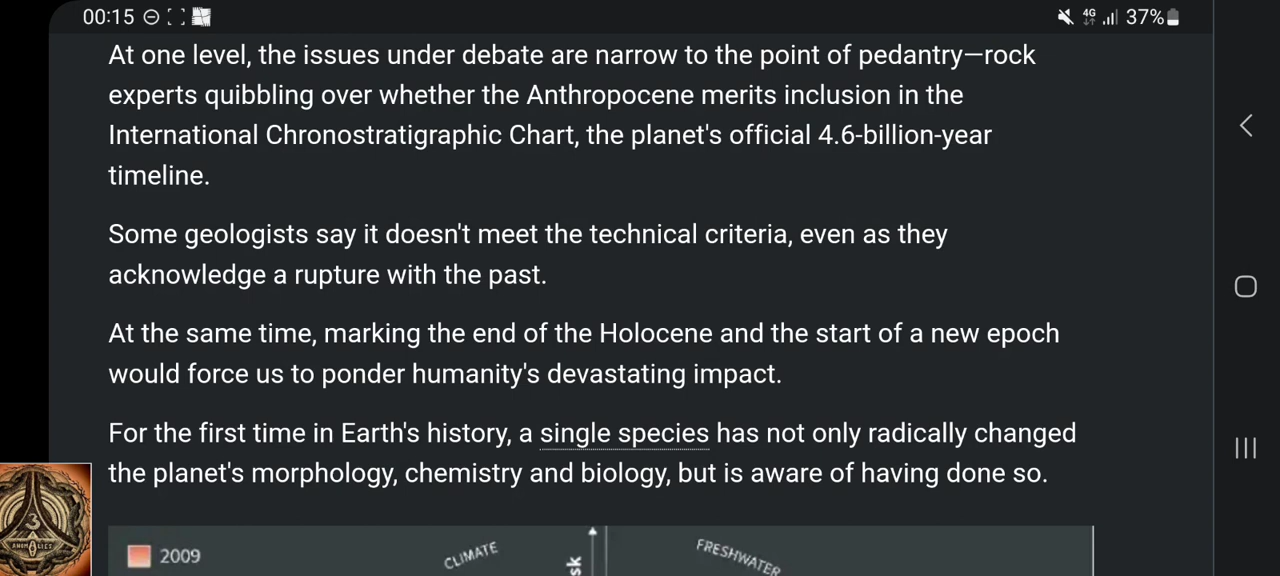 00:15
4G
37%
At one level, the issues under debate are narrow to the point of pedantry—rock
experts quibbling over whether the Anthropocene merits inclusion in the
International Chronostratigraphic Chart, the planet's official 4.6-billion-year
timeline.
Some geologists say it doesn't meet the technical criteria, even as they
acknowledge a rupture with the past.
At the same time, marking the end of the Holocene and the start of a new epoch
would force us to ponder humanity's devastating impact.
For the first time in Earth's history, a single species has not only radically changed
the planet's morphology, chemistry and biology, but is aware of having done so.
3
ANOMALIES
2009
CLIMATE
sk
FRESHWATER